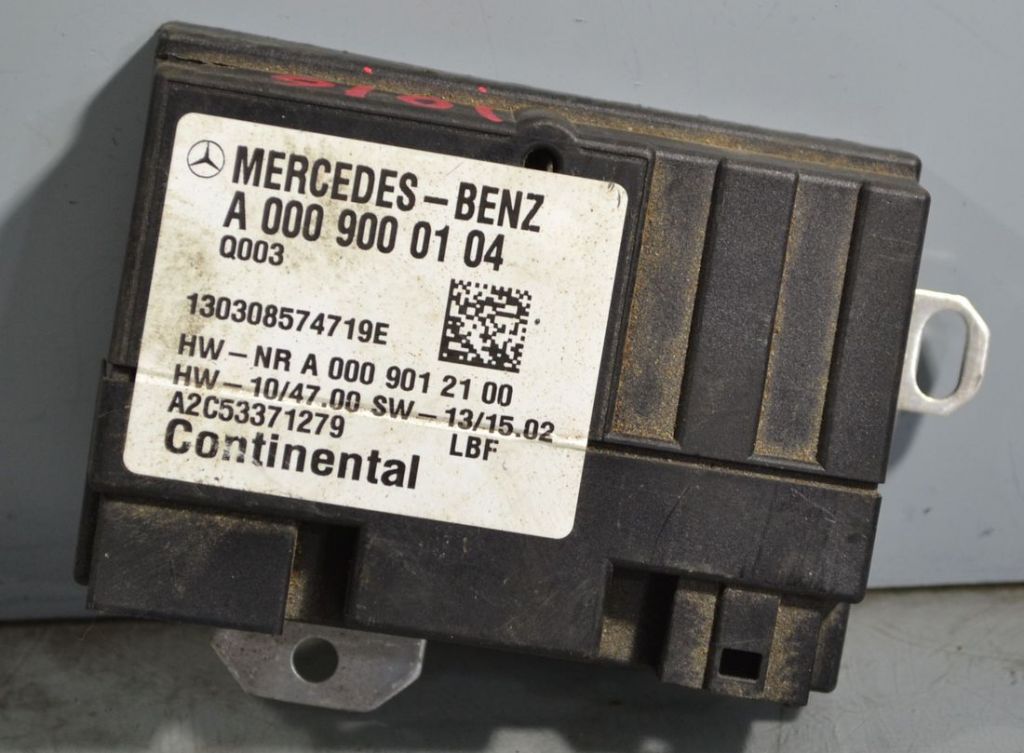 MERCEDES-BENZ
A 000 900 01 04
Q003
130308574719E
HW-NR A 000 901 21 00
HW-10/47.00 SW-13/15.02
A2C53371279 LBF
Continental